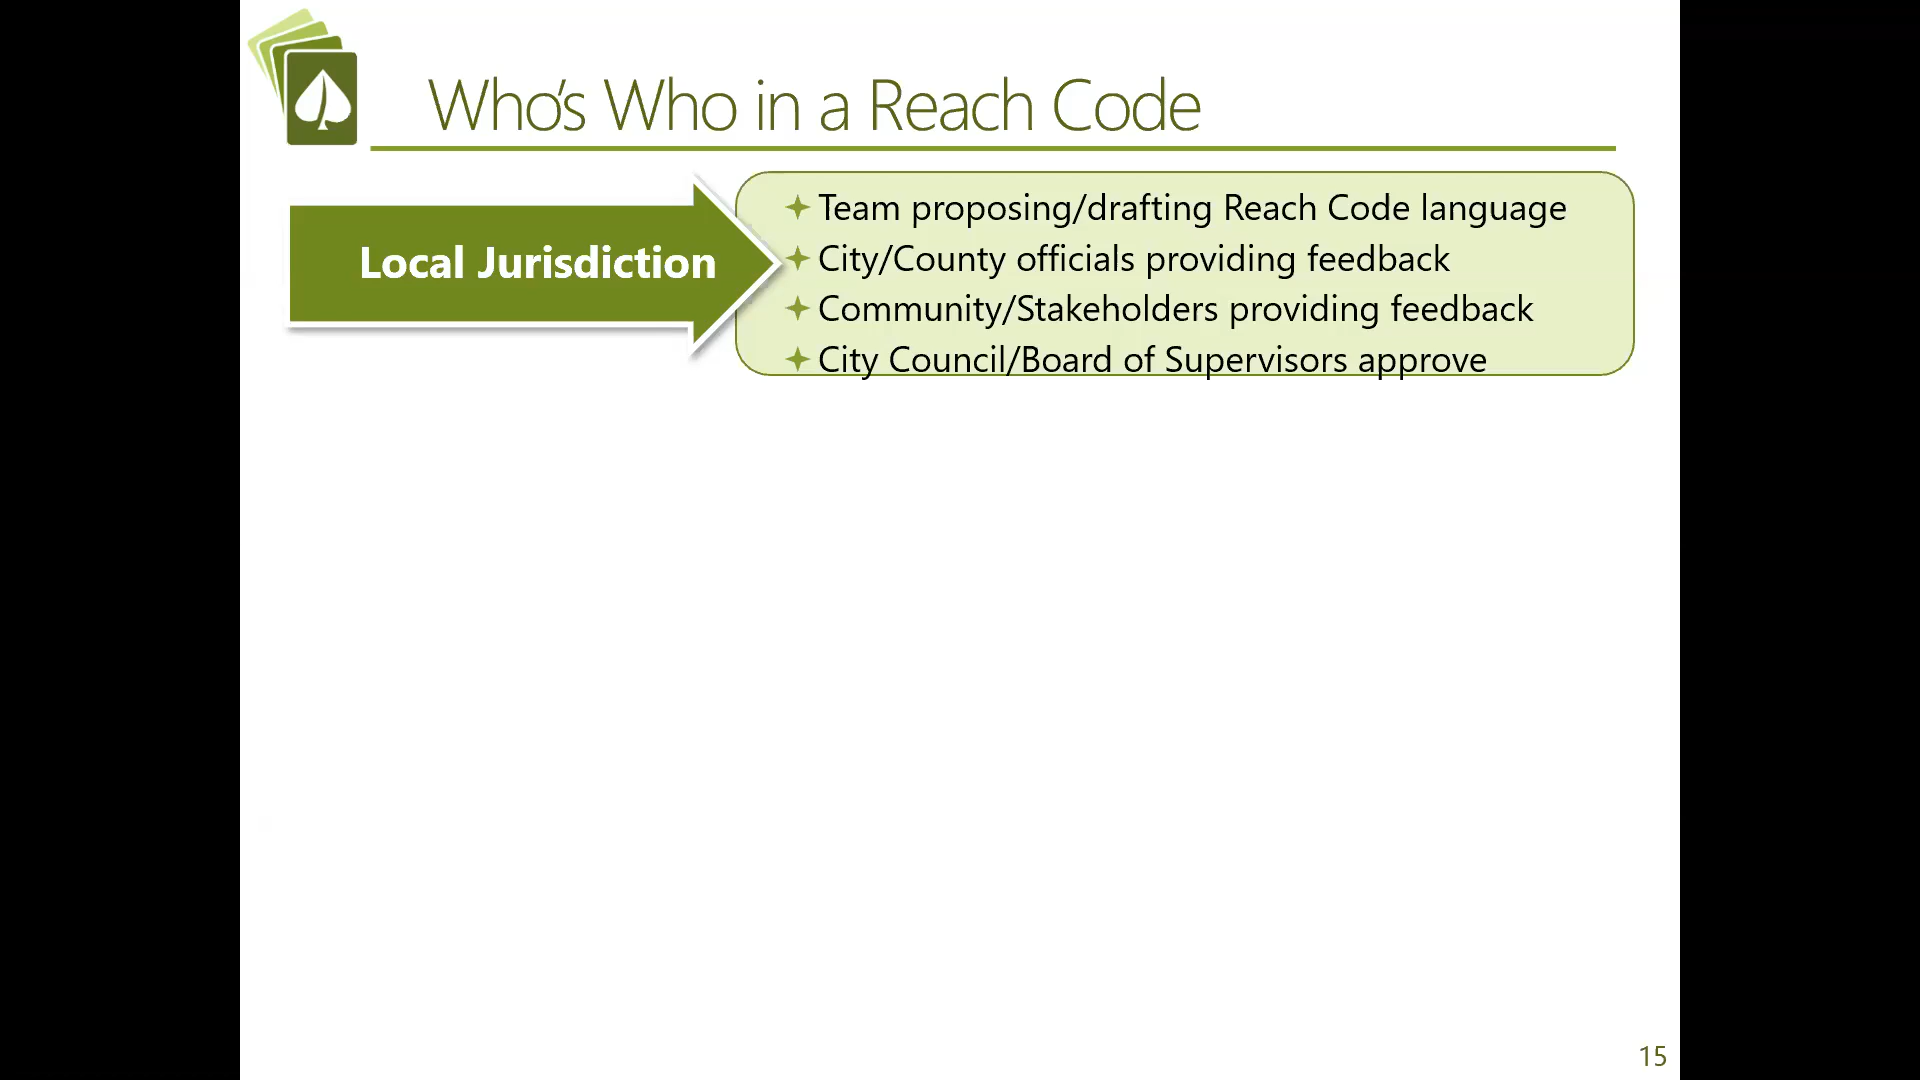 Who's Who in a Reach Code
Local Jurisdiction
Team proposing/drafting Reach Code language
City/County officials providing feedback
Community/Stakeholders providing feedback
City Council/Board of Supervisors approve
15